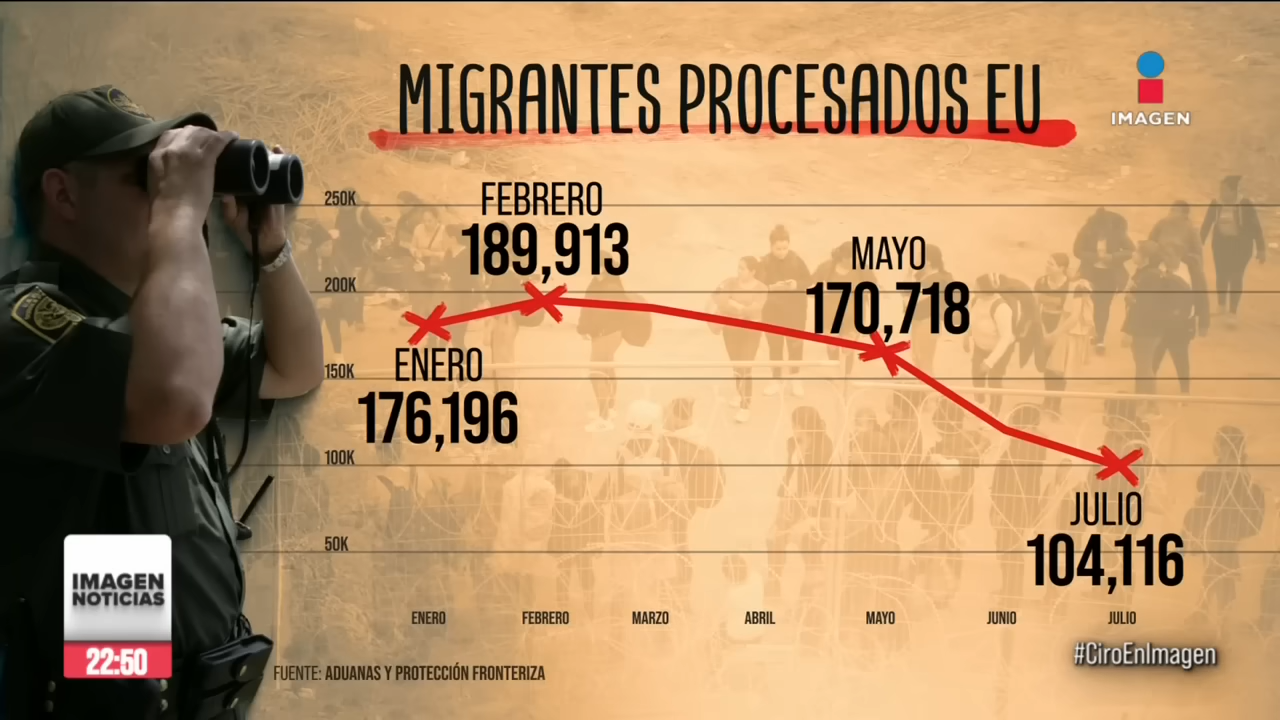 MIGRANTES PROCESADOS EU
IMAGEN
250K
200K
150K
100K
50K
FEBRERO
189,913
MAYO
170,718
ENERO
176,196
JULIO
104,116
ENERO FEBRERO MARZO ABRIL MAYO JUNIO JULIO
IMAGEN
NOTICIAS
22:50
#CiroEnImagen
FUENTE: ADUANAS Y PROTECCIÓN FRONTERIZA